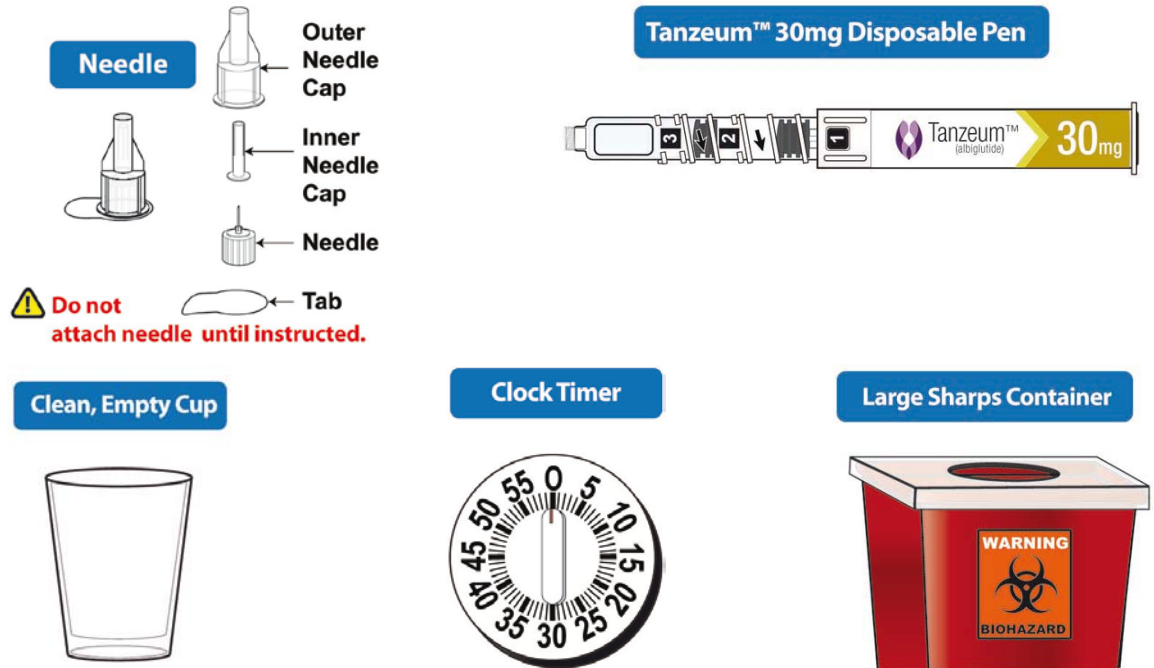 Needle
Outer
Needle
Cap
Inner
Needle
Cap
Needle
Tab
Do not
attach needle until instructed.
Tanzeum™ 30mg Disposable Pen
3
2
1
Tanzeum™
(albiglutide)
30mg
Clean, Empty Cup
Clock Timer
0
5
10
15
20
25
30
35
40
45
50
55
Large Sharps Container
WARNING
BIOHAZARD